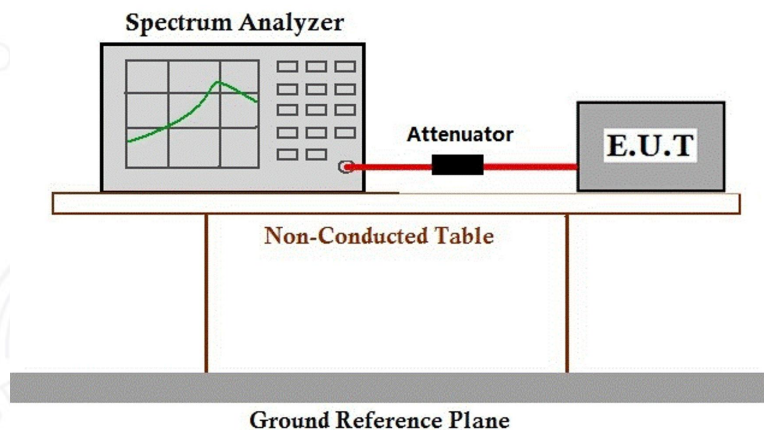 Spectrum Analyzer
Attenuator
E.U.T
Non-Conducted Table
Ground Reference Plane